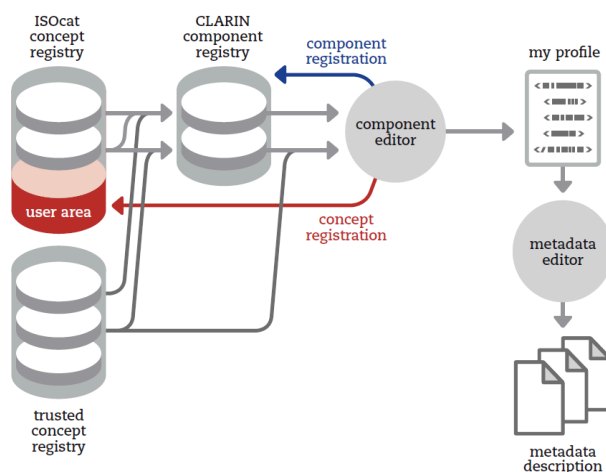 ISOcat
concept
registry
CLARIN
component
registry
component
registration
my profile
component
editor
user area
concept
registration
metadata
editor
trusted
concept
registry
metadata
description